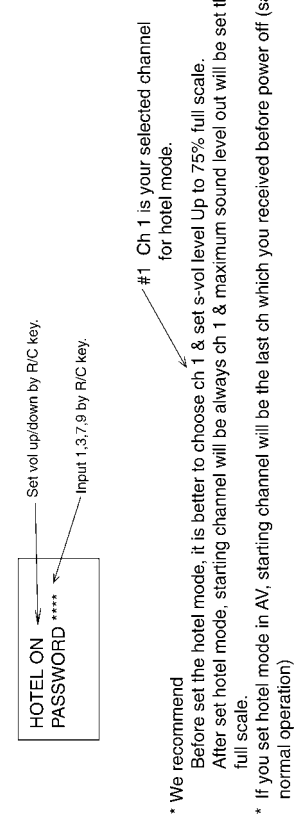 HOTEL ON
PASSWORD ****
Set vol up/down by R/C key.
Input 1,3,7,9 by R/C key.
#1 Ch 1 is your selected channel
for hotel mode.
* We recommend
Before set the hotel mode, it is better to choose ch 1 & set s-vol level Up to 75% full scale.
After set hotel mode, starting channel will be always ch 1 & maximum sound level out will be set
full scale.
* If you set hotel mode in AV, starting channel will be the last ch which you received before power off
normal operation)